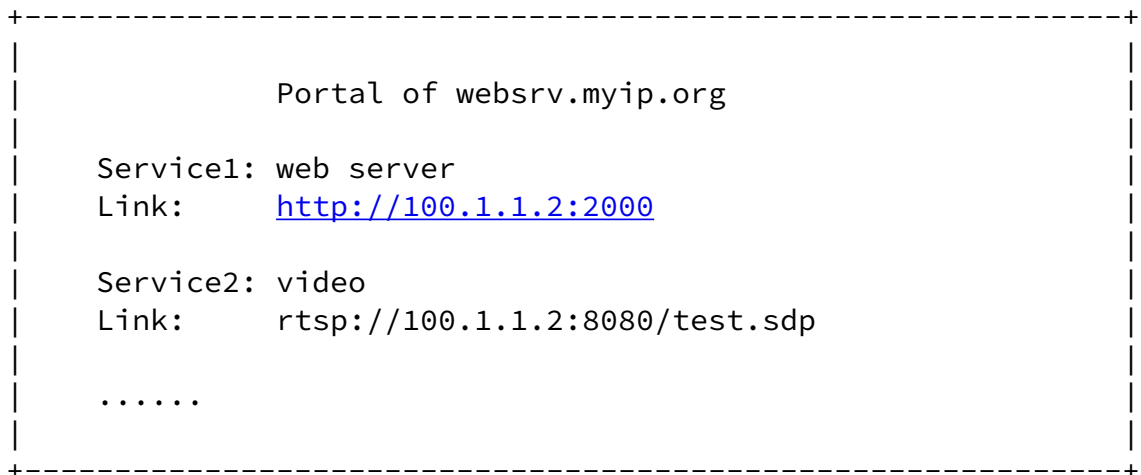 +-------------------------------------------------------------+
Portal of websrv.myip.org
Service1: web server
Link: http://100.1.1.2:2000
Service2: video
Link: rtsp://100.1.1.2:8080/test.sdp
......
+-------------------------------------------------------------+